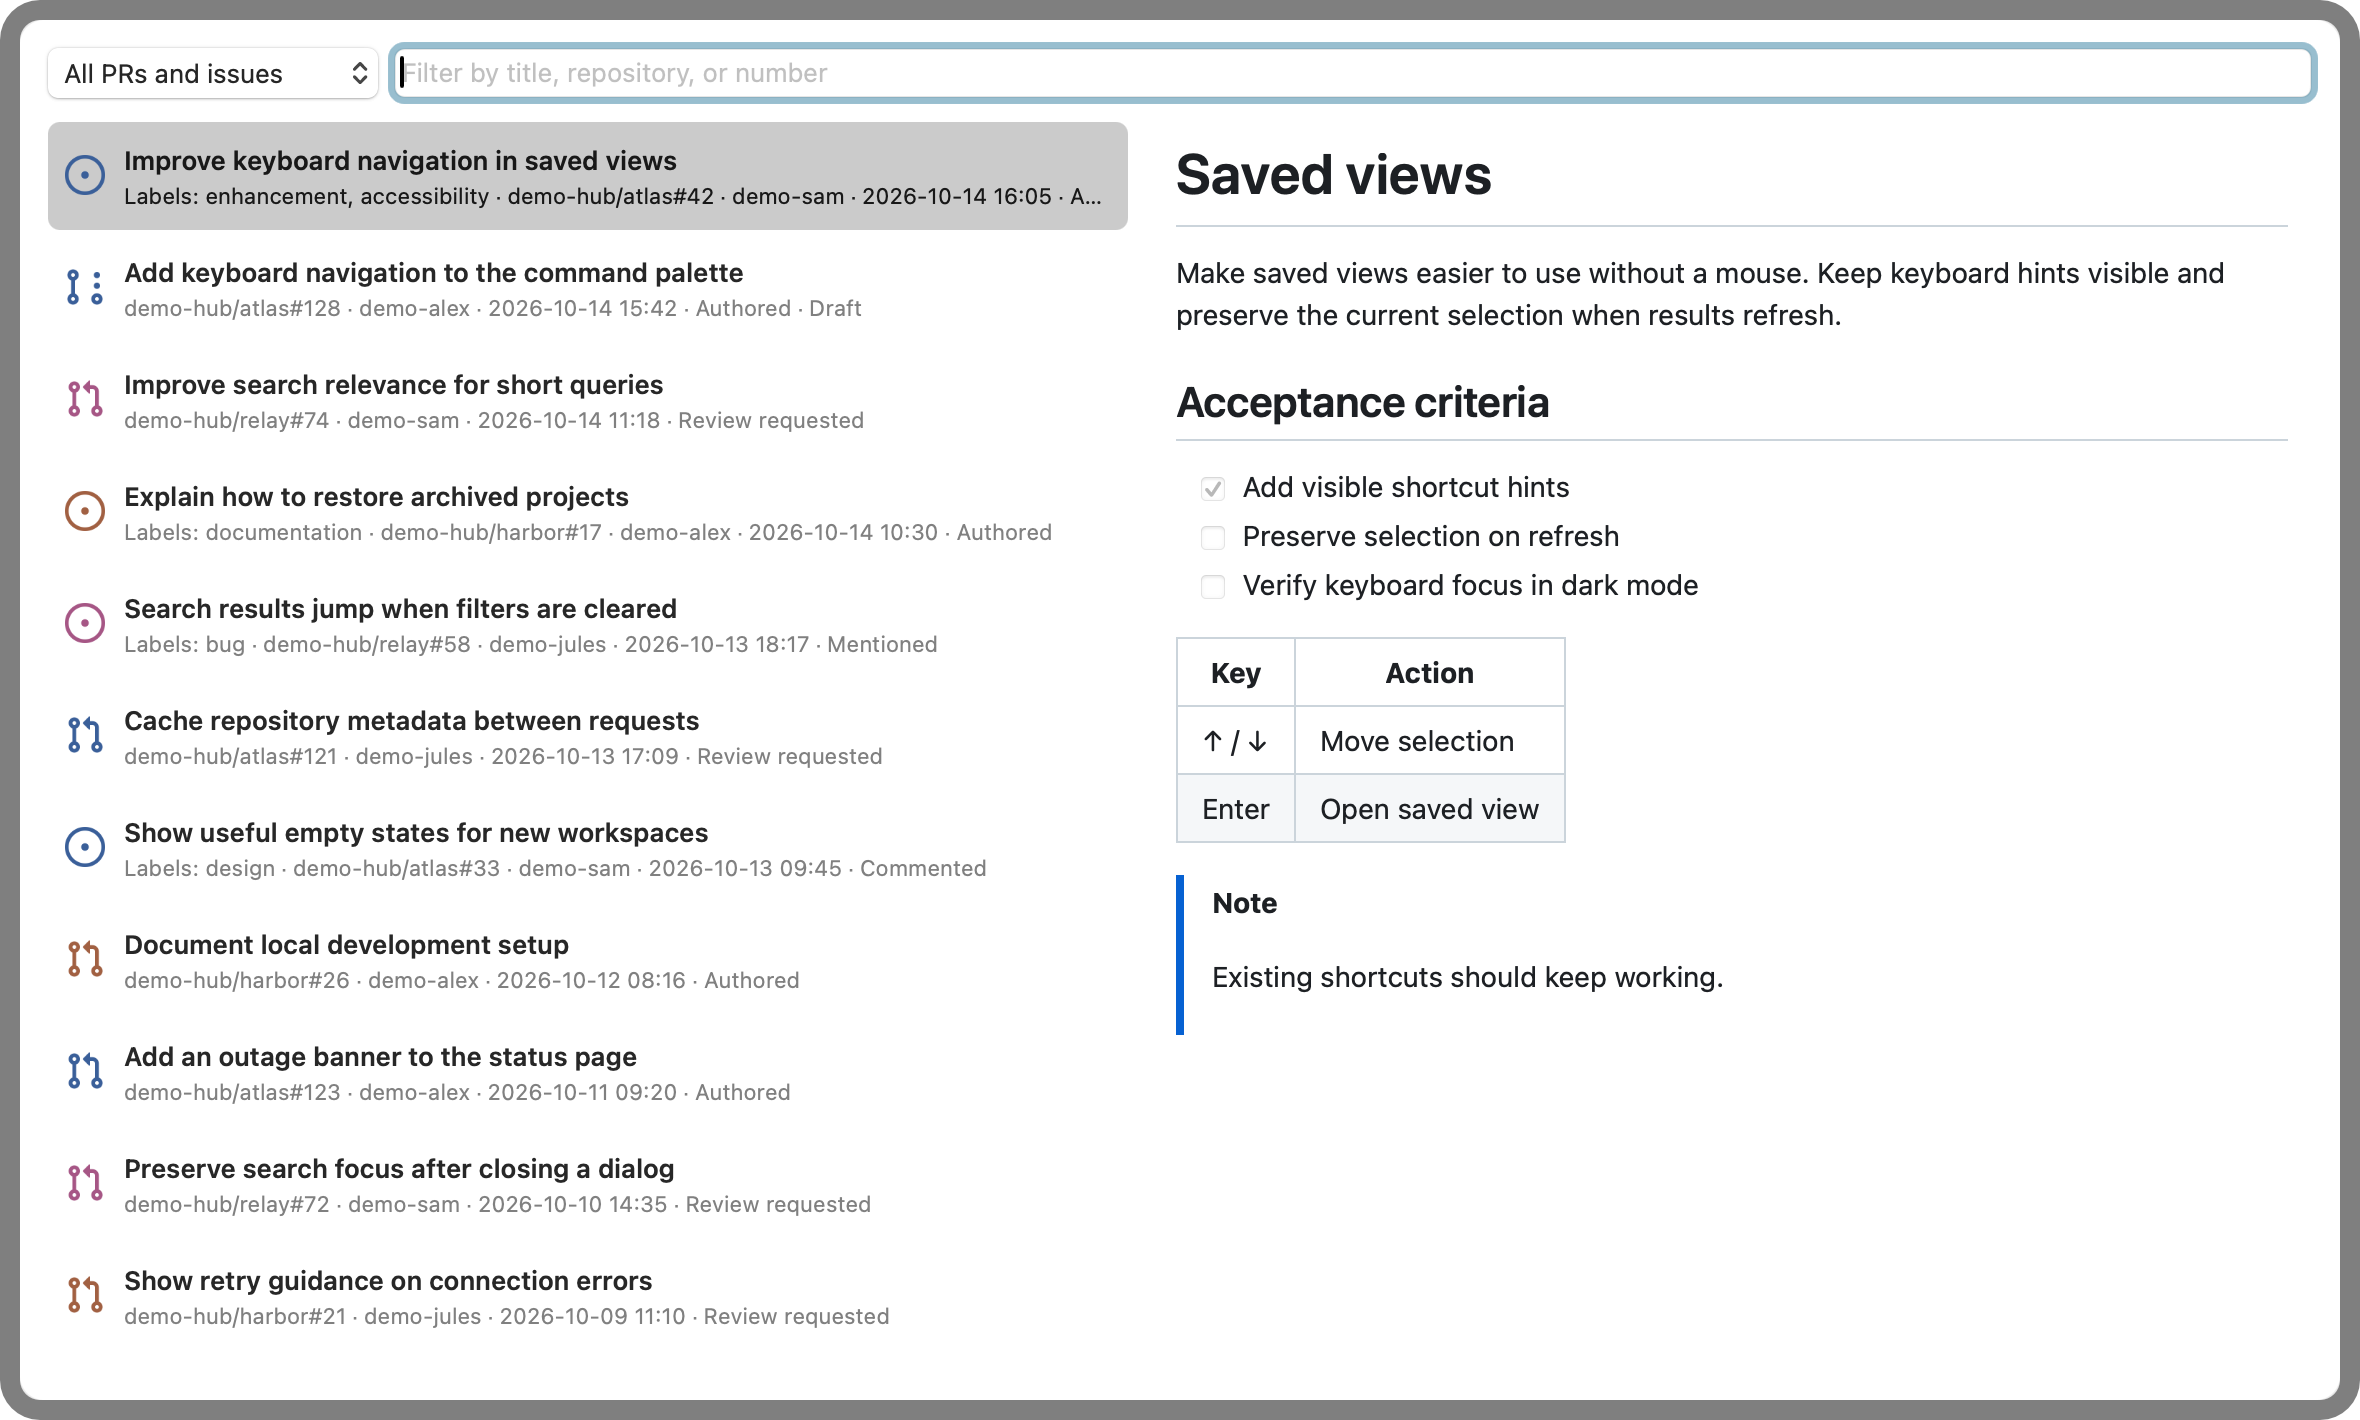 All PRs and issues
Filter by title, repository, or number
Improve keyboard navigation in saved views
Labels: enhancement, accessibility · demo-hub/atlas#42 · demo-sam · 2026-10-14 16:05 · A...
Add keyboard navigation to the command palette
demo-hub/atlas#128 · demo-alex · 2026-10-14 15:42 · Authored · Draft
Improve search relevance for short queries
demo-hub/relay#74 · demo-sam · 2026-10-14 11:18 · Review requested
Explain how to restore archived projects
Labels: documentation · demo-hub/harbor#17 · demo-alex · 2026-10-14 10:30 · Authored
Search results jump when filters are cleared
Labels: bug · demo-hub/relay#58 · demo-jules · 2026-10-13 18:17 · Mentioned
Cache repository metadata between requests
demo-hub/atlas#121 · demo-jules · 2026-10-13 17:09 · Review requested
Show useful empty states for new workspaces
Labels: design · demo-hub/atlas#33 · demo-sam · 2026-10-13 09:45 · Commented
Document local development setup
demo-hub/harbor#26 · demo-alex · 2026-10-12 08:16 · Authored
Add an outage banner to the status page
demo-hub/atlas#123 · demo-alex · 2026-10-11 09:20 · Authored
Preserve search focus after closing a dialog
demo-hub/relay#72 · demo-sam · 2026-10-10 14:35 · Review requested
Show retry guidance on connection errors
demo-hub/harbor#21 · demo-jules · 2026-10-09 11:10 · Review requested
Saved views
Make saved views easier to use without a mouse. Keep keyboard hints visible and
preserve the current selection when results refresh.
Acceptance criteria
Add visible shortcut hints
Preserve selection on refresh
Verify keyboard focus in dark mode
Key Action
↑ / ↓ Move selection
Enter Open saved view
Note
Existing shortcuts should keep working.